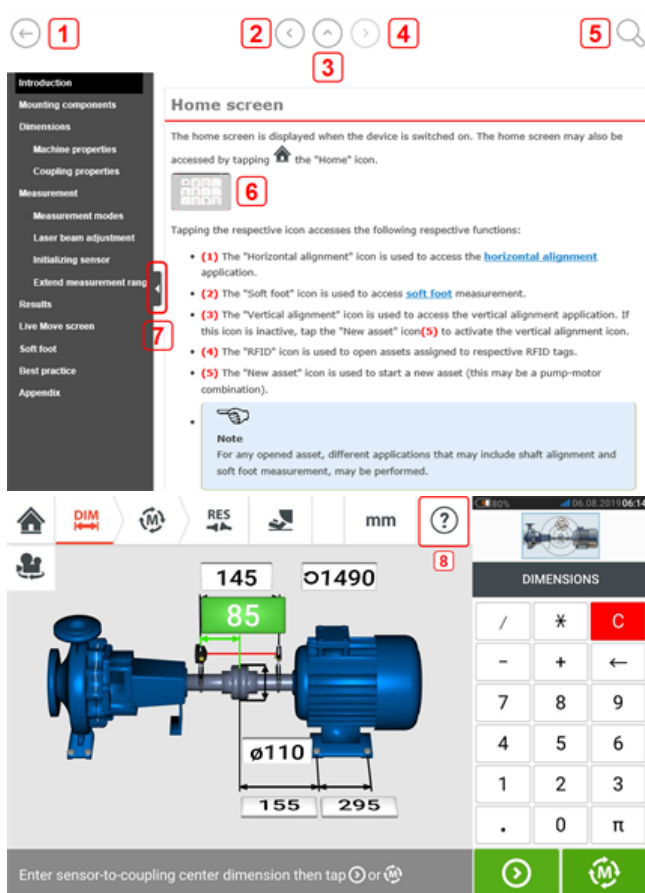 1
2
4
5
3
Introduction
Mounting components
Dimensions
Machine properties
Coupling properties
Measurement
Measurement modes
Laser beam adjustment
Initializing sensor
Extend measurement rang
Results
Live Move screen
Soft foot
Best practice
Appendix
7
Home screen
The home screen is displayed when the device is switched on. The home screen may also be
accessed by tapping the "Home" icon.
6
Tapping the respective icon accesses the following respective functions:
• (1) The "Horizontal alignment" icon is used to access the horizontal alignment
application.
• (2) The "Soft foot" icon is used to access soft foot measurement.
• (3) The "Vertical alignment" icon is used to access the vertical alignment application. If
this icon is inactive, tap the "New asset" icon(5) to activate the vertical alignment icon.
• (4) The "RFID" icon is used to open assets assigned to respective RFID tags.
• (5) The "New asset" icon is used to start a new asset (this may be a pump-motor
combination).
•
Note
For any opened asset, different applications that may include shaft alignment and
soft foot measurement, may be performed.
DIM
M
RES
mm
?
8
80%
06.08.2019 06:14
145
1490
85
ø110
155
295
DIMENSIONS
/ * C
- + ←
7 8 9
4 5 6
1 2 3
. 0 π
Enter sensor-to-coupling center dimension then tap or M
M